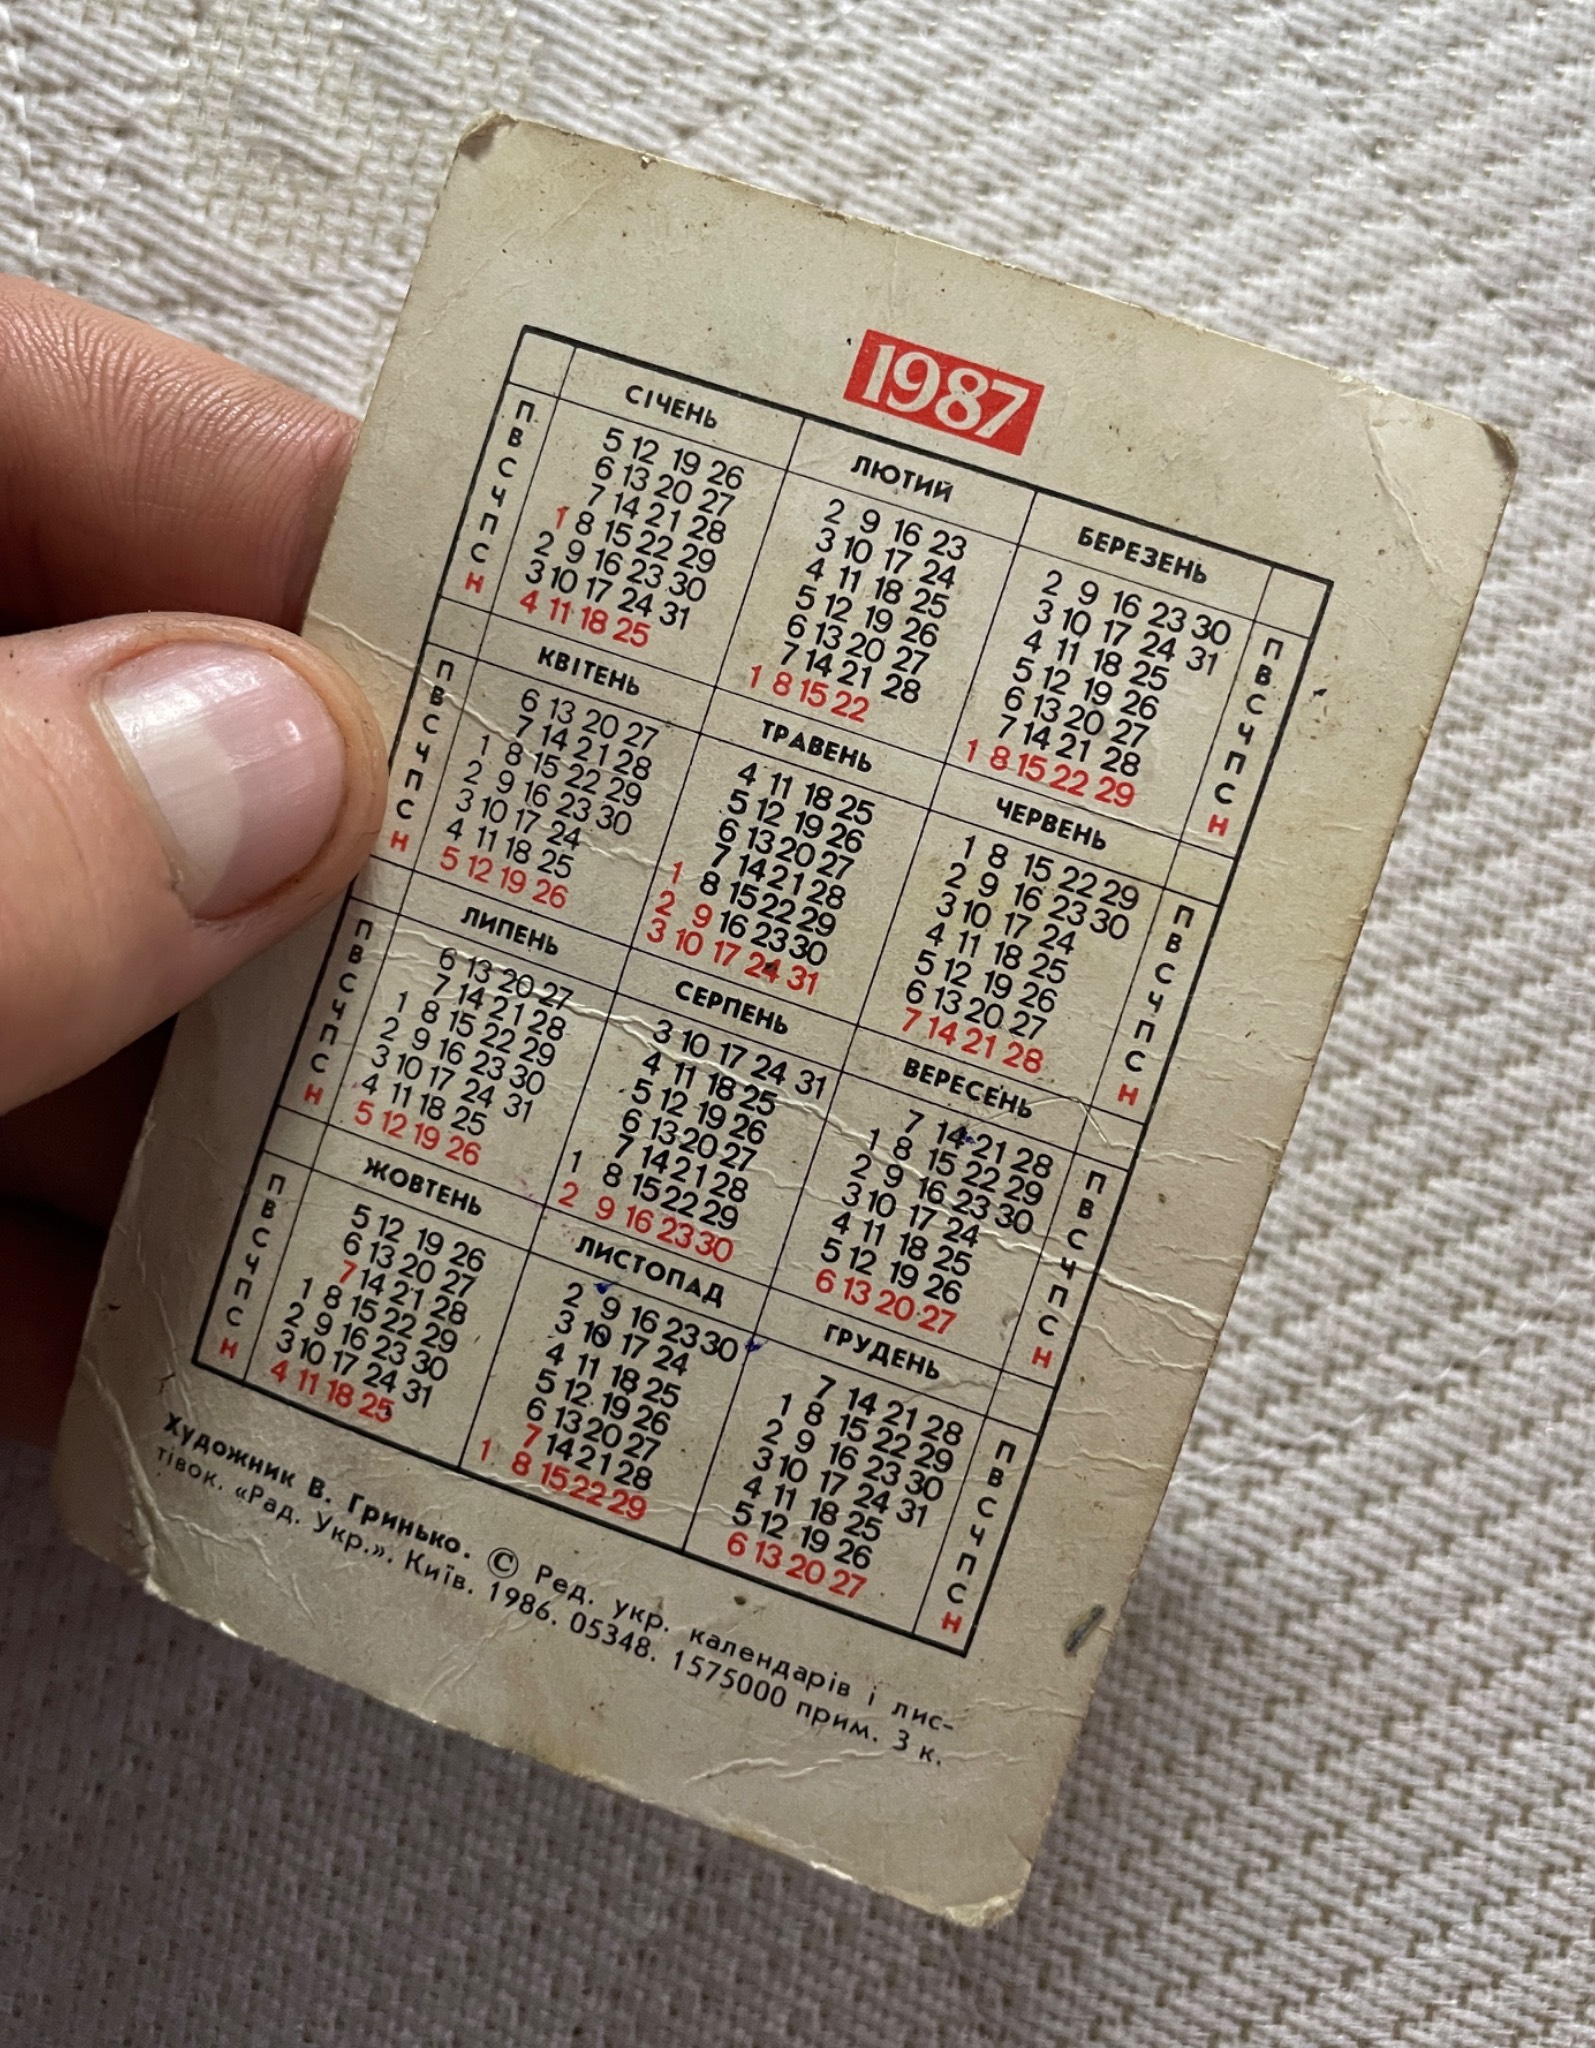 1987
СІЧЕНЬ ЛЮТИЙ БЕРЕЗЕНЬ
П 5 12 19 26 2 9 16 23 2 9 16 23 30 П
В 6 13 20 27 3 10 17 24 3 10 17 24 31 В
С 7 14 21 28 4 11 18 25 4 11 18 25 С
Ч 1 8 15 22 29 5 12 19 26 5 12 19 26 Ч
П 2 9 16 23 30 6 13 20 27 6 13 20 27 П
С 3 10 17 24 31 7 14 21 28 7 14 21 28 С
Н 4 11 18 25 1 8 15 22 1 8 15 22 29 Н
КВІТЕНЬ ТРАВЕНЬ ЧЕРВЕНЬ
П 6 13 20 27 4 11 18 25 1 8 15 22 29 П
В 7 14 21 28 5 12 19 26 2 9 16 23 30 В
С 1 8 15 22 29 6 13 20 27 3 10 17 24 С
Ч 2 9 16 23 30 7 14 21 28 4 11 18 25 Ч
П 3 10 17 24 1 8 15 22 29 5 12 19 26 П
С 4 11 18 25 2 9 16 23 30 6 13 20 27 С
Н 5 12 19 26 3 10 17 24 31 7 14 21 28 Н
ЛИПЕНЬ СЕРПЕНЬ ВЕРЕСЕНЬ
П 6 13 20 27 3 10 17 24 31 7 14 21 28 П
В 7 14 21 28 4 11 18 25 1 8 15 22 29 В
С 1 8 15 22 29 5 12 19 26 2 9 16 23 30 С
Ч 2 9 16 23 30 6 13 20 27 3 10 17 24 Ч
П 3 10 17 24 31 7 14 21 28 4 11 18 25 П
С 4 11 18 25 1 8 15 22 29 5 12 19 26 С
Н 5 12 19 26 2 9 16 23 30 6 13 20 27 Н
ЖОВТЕНЬ ЛИСТОПАД ГРУДЕНЬ
П 5 12 19 26 2 9 16 23 30 7 14 21 28 П
В 6 13 20 27 3 10 17 24 1 8 15 22 29 В
С 7 14 21 28 4 11 18 25 2 9 16 23 30 С
Ч 1 8 15 22 29 5 12 19 26 3 10 17 24 31 Ч
П 2 9 16 23 30 6 13 20 27 4 11 18 25 П
С 3 10 17 24 31 7 14 21 28 5 12 19 26 С
Н 4 11 18 25 1 8 15 22 29 6 13 20 27 Н
Художник В. Гринько. © Ред. укр. календарів і лис-
тівок. «Рад. Укр.». Київ. 1986. 05348. 1575000 прим. 3 к.